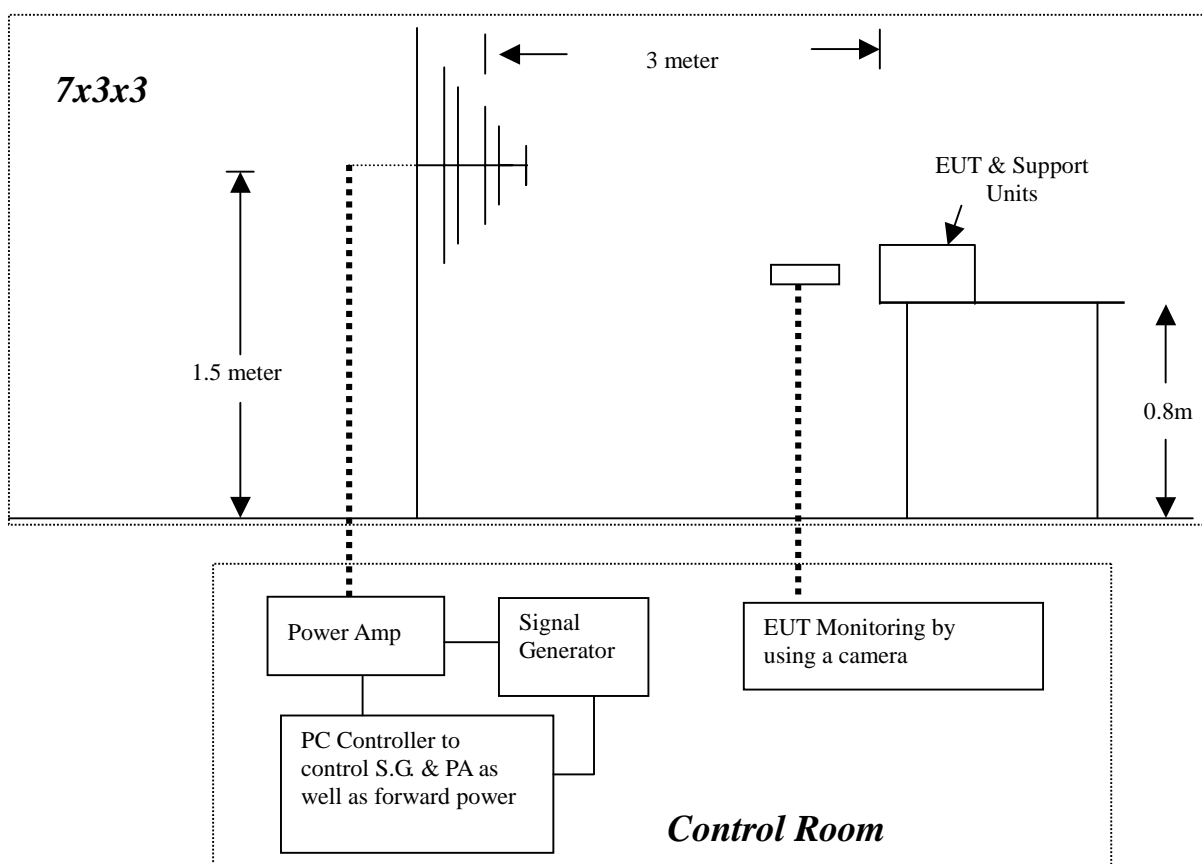 3 meter
7x3x3
EUT & Support
Units
1.5 meter
0.8m
Power Amp
Signal
Generator
EUT Monitoring by
using a camera
PC Controller to
control S.G. & PA as
well as forward power
Control Room